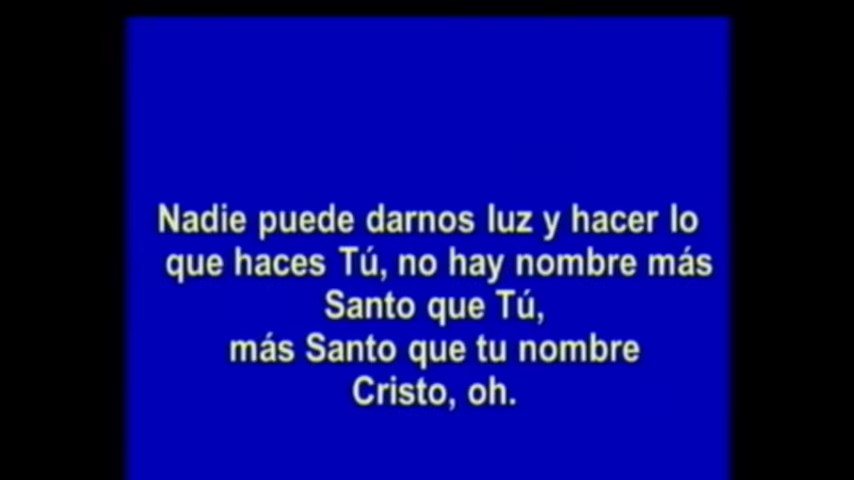 Nadie puede darnos luz y hacer lo
que haces Tú, no hay nombre más
Santo que Tú,
más Santo que tu nombre
Cristo, oh.